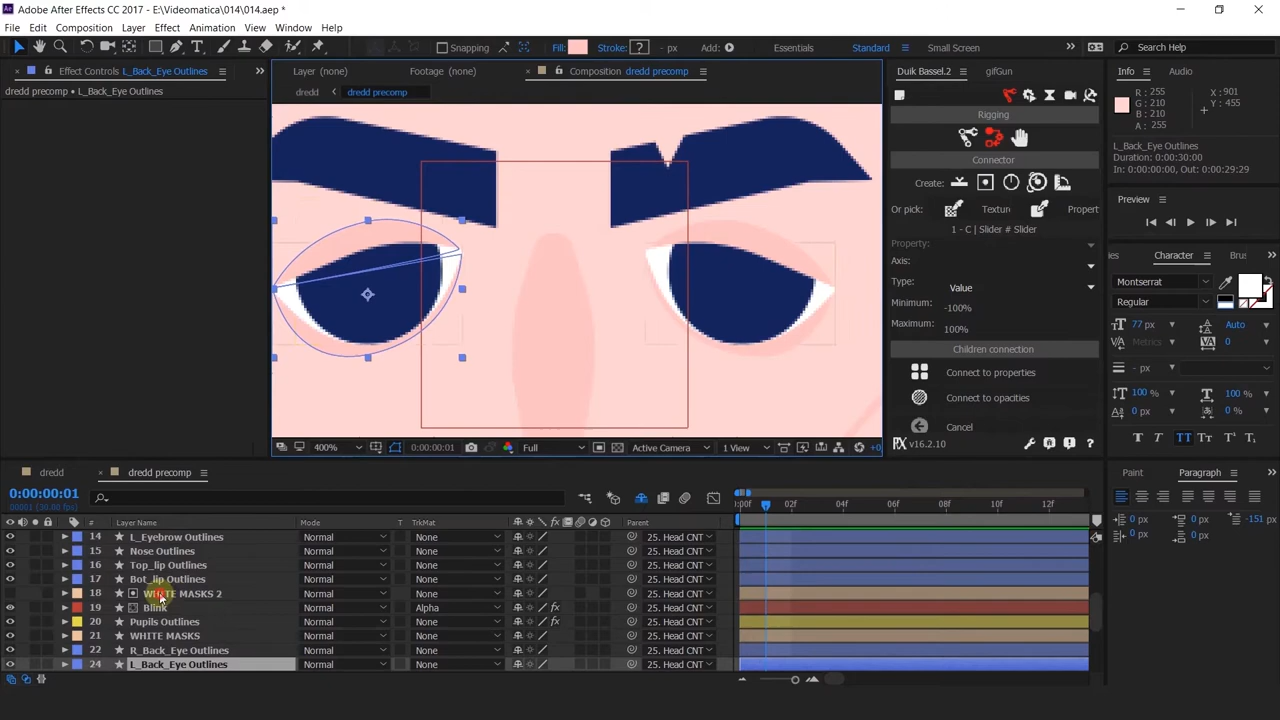 Adobe After Effects CC 2017 - E:\Videomatica\014\014.aep *
File Edit Composition Layer Effect Animation View Window Help
Snapping Fill: Stroke: ? - px Add: Essentials Standard Small Screen Search Help
Effect Controls L_Back_Eye Outlines
Layer (none) Footage (none) Composition dredd precomp
Duik Bassel.2 gifGun
Info Audio
dredd precomp • L_Back_Eye Outlines
dredd dredd precomp
R : 255
G : 210
B : 210
A : 255
X : 901
Y : 455
Rigging
L_Back_Eye Outlines
Duration: 0:00:30:00
In: 0:00:00:00, Out: 0:00:29:29
Connector
Create:
Or pick: Textur Propert
1 - C | Slider # Slider
Property:
Axis:
Type: Value
Minimum: -100%
Maximum: 100%
Children connection
Connect to properties
Connect to opacities
Cancel
v16.2.10
Preview
Character Bru
Montserrat
Regular
77 px Auto
Metrics 0
- px
100 % 100 %
0 px 0 %
400% 0:00:00:01 Full Active Camera 1 View +0
dredd dredd precomp
0:00:00:01
00001 (30.00 fps)
:00F 02F 04F 06F 08F 10F 12F
# Layer Name Mode T TrkMat Parent
14 L_Eyebrow Outlines Normal None 25. Head CNT
15 Nose Outlines Normal None 25. Head CNT
16 Top_lip Outlines Normal None 25. Head CNT
17 Bot_lip Outlines Normal None 25. Head CNT
18 WHITE MASKS 2 Normal None 25. Head CNT
19 Blink Normal Alpha 25. Head CNT
20 Pupils Outlines Normal None 25. Head CNT
21 WHITE MASKS Normal None 25. Head CNT
22 R_Back_Eye Outlines Normal None 25. Head CNT
24 L_Back_Eye Outlines Normal None 25. Head CNT
Paint Paragraph
0 px 0 px -151 px
0 px 0 px